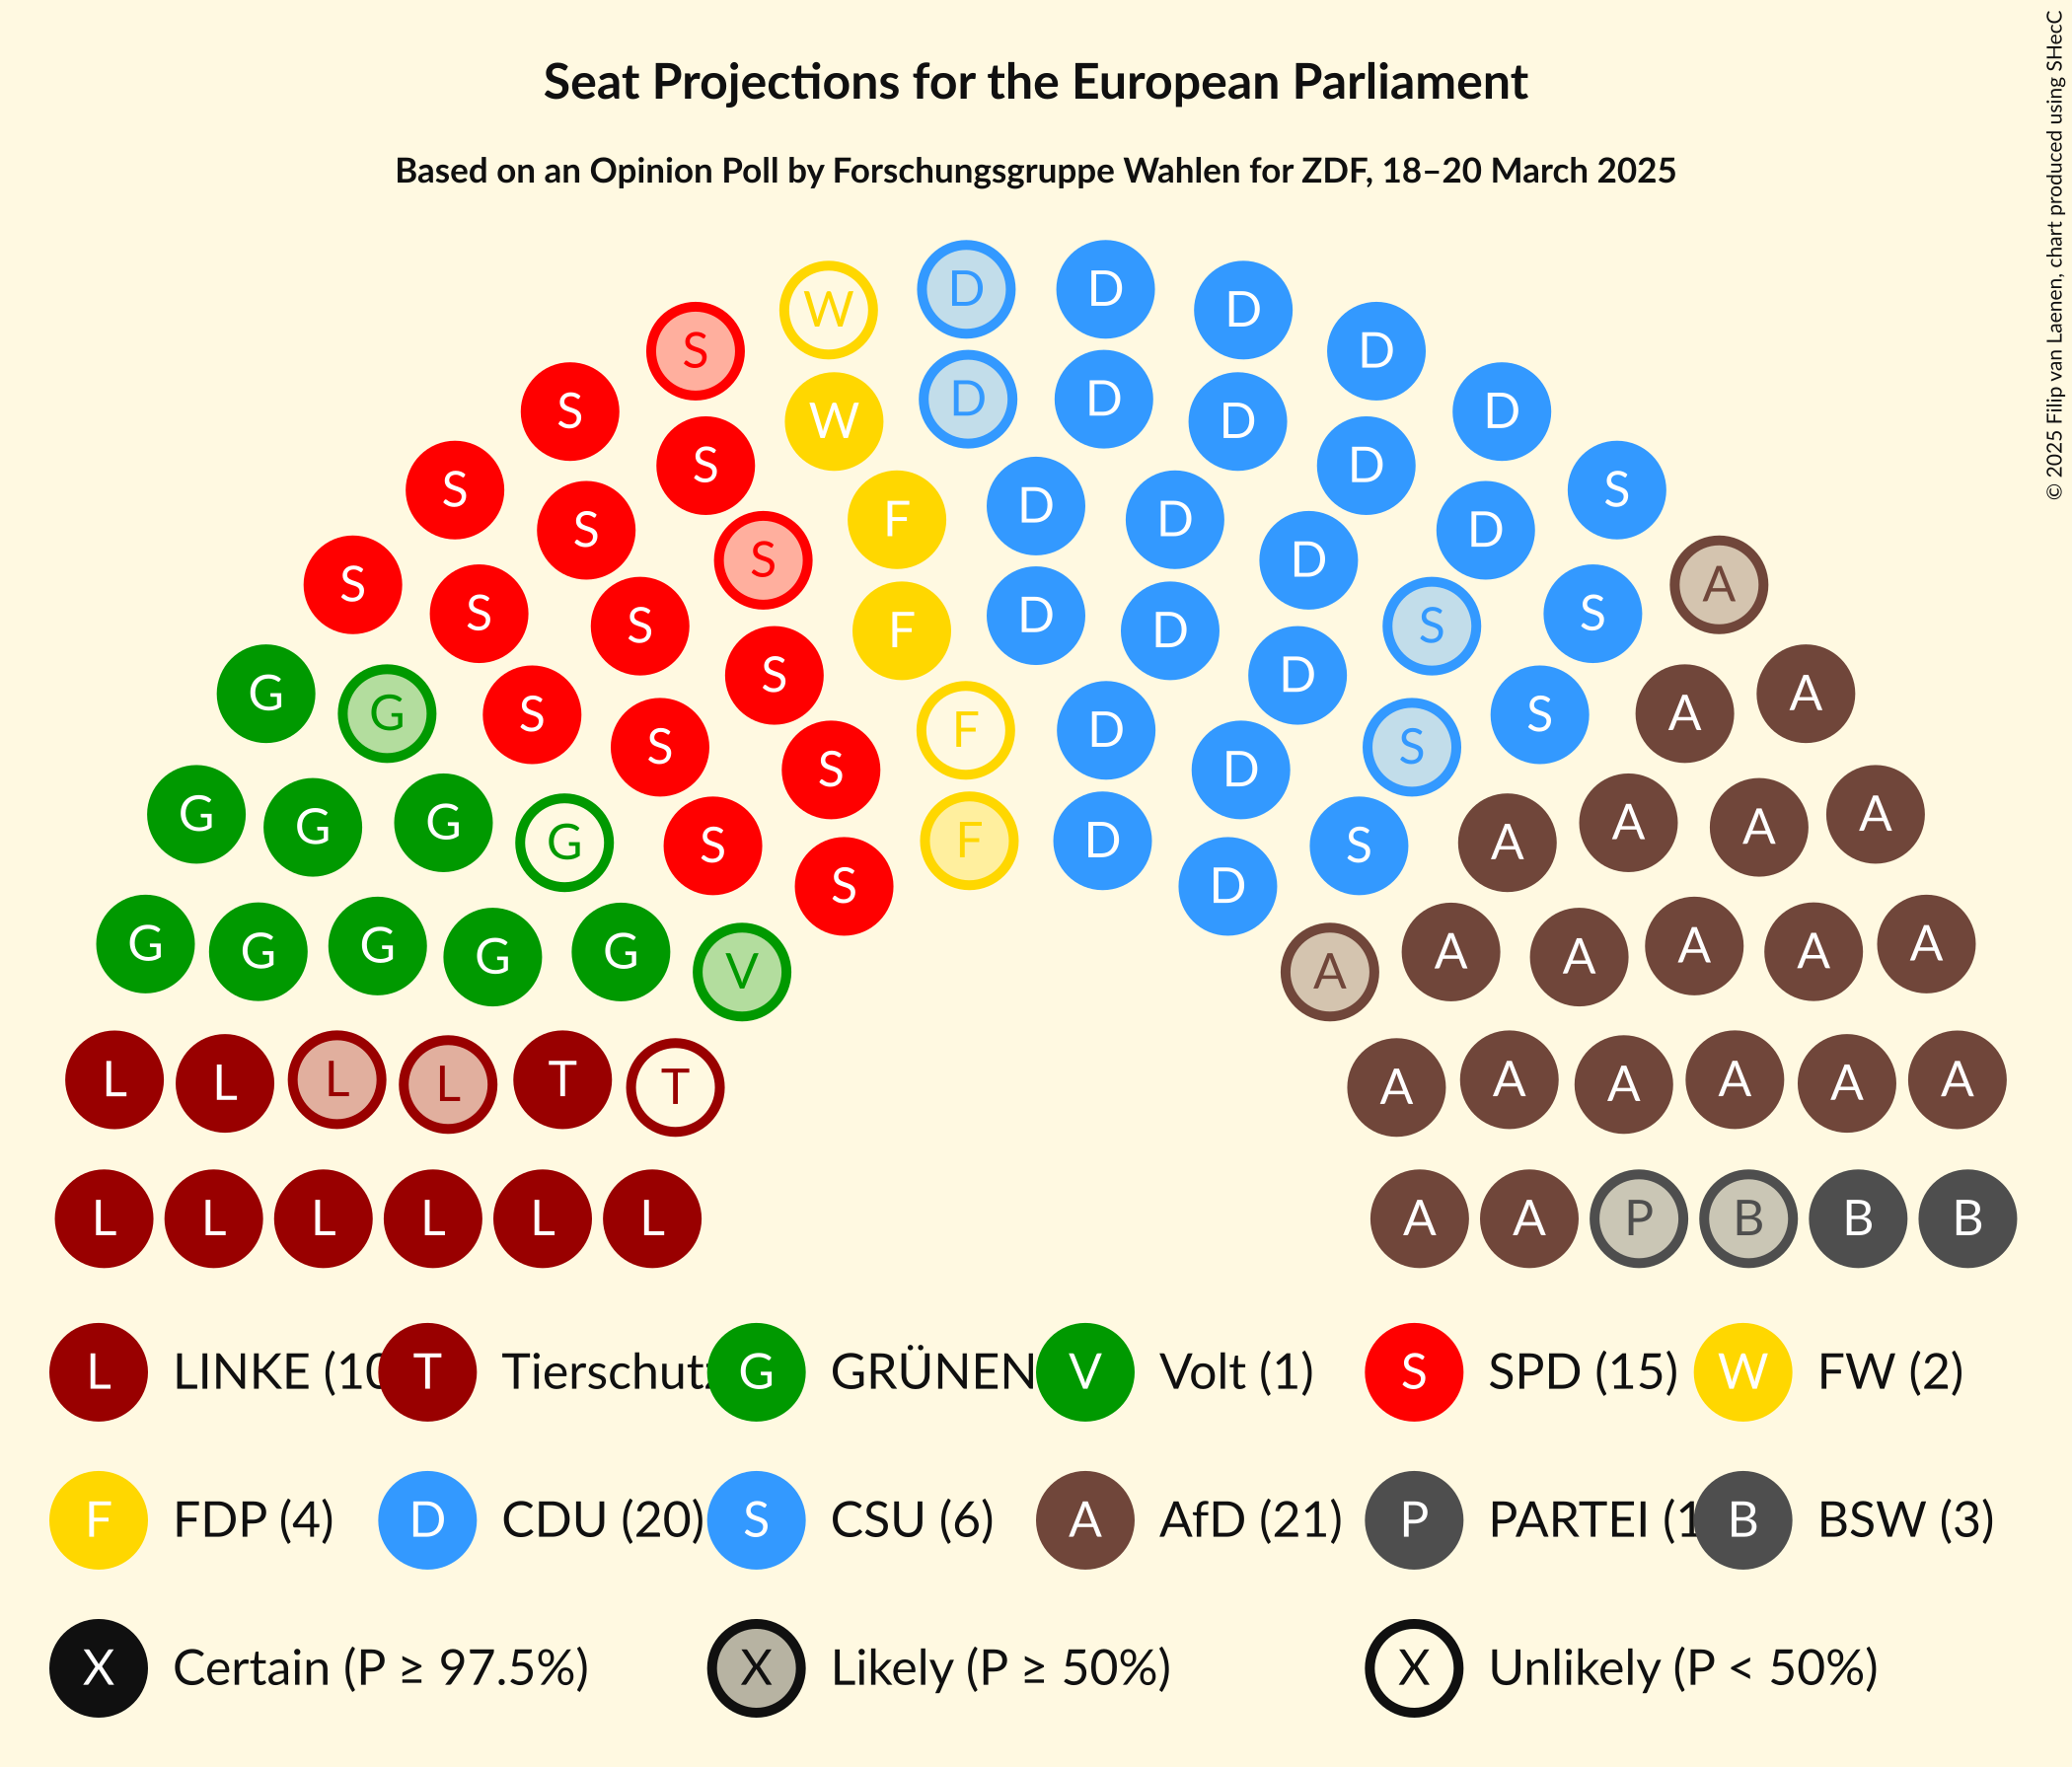 Seat Projections for the European Parliament
Based on an Opinion Poll by Forschungsgruppe Wahlen for ZDF, 18–20 March 2025
© 2025 Filip van Laenen, chart produced using SHecC
D D
W D
S D
D D
S D
W D
S D
S S
D
F D
S D
S D
S A
S D S
S F D S
S D
G A
G S S A
F D
S S
S D
G A
G G A A
G S F D S A
S D
G G G G G A A A A A
V A
L L L L T T A A A A A A
L L L L L L A A P B B B
L LINKE (10 T Tierschutz G GRÜNEN V Volt (1) S SPD (15) W FW (2)
F FDP (4) D CDU (20) S CSU (6) A AfD (21) P PARTEI (1 B BSW (3)
X Certain (P ≥ 97.5%) X Likely (P ≥ 50%) X Unlikely (P < 50%)